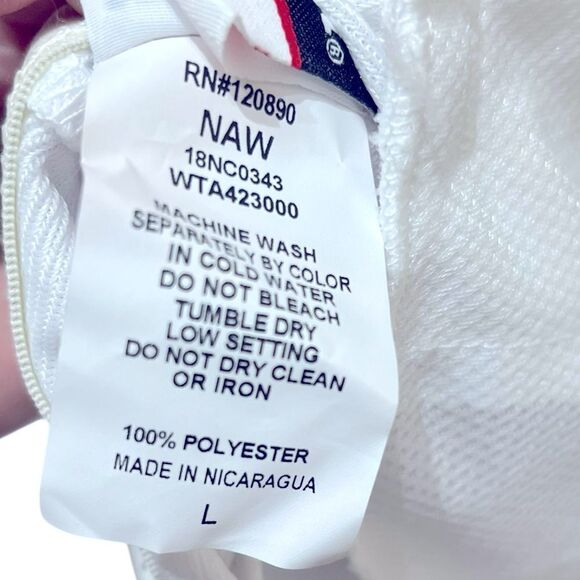 ®
RN#120890
NAW
18NC0343
WTA423000
MACHINE WASH
SEPARATELY BY COLOR
IN COLD WATER
DO NOT BLEACH
TUMBLE DRY
LOW SETTING
DO NOT DRY CLEAN
OR IRON
100% POLYESTER
MADE IN NICARAGUA
L